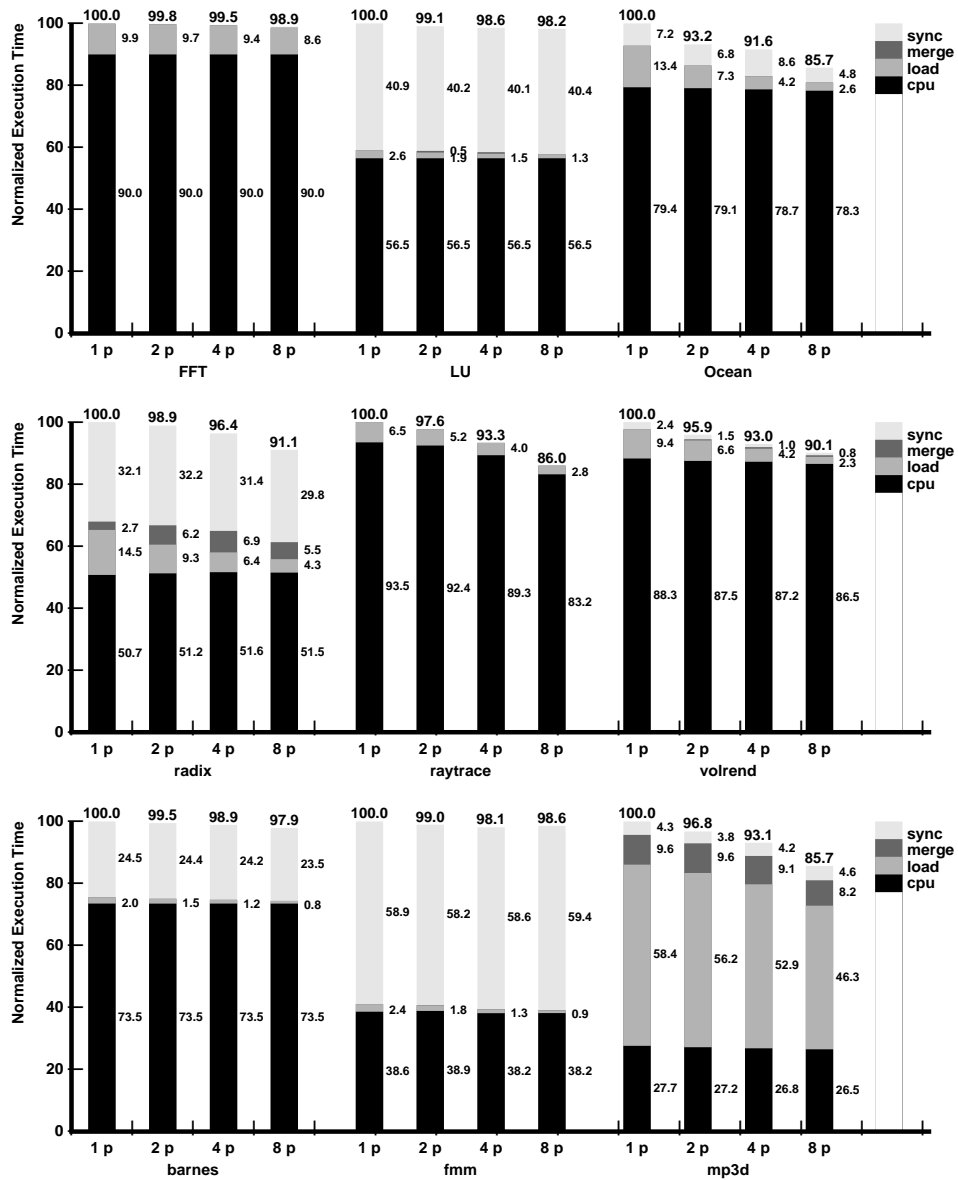 100.0 99.8 99.5 98.9 100.0 99.1 98.6 98.2 100.0 93.2 91.6 85.7
Normalized Execution Time
100
80
60
40
20
0
9.9 9.7 9.4 8.6
90.0 90.0 90.0 90.0
40.9 40.2 40.1 40.4
0.5
2.6 1.9 1.5 1.3
56.5 56.5 56.5 56.5
7.2 6.8 8.6 4.8
13.4 7.3 4.2 2.6
79.4 79.1 78.7 78.3
sync
merge
load
cpu
1 p 2 p 4 p 8 p 1 p 2 p 4 p 8 p 1 p 2 p 4 p 8 p
FFT LU Ocean
100.0 98.9 96.4 91.1 100.0 97.6 93.3 86.0 100.0 95.9 93.0 90.1
Normalized Execution Time
100
80
60
40
20
0
32.1 32.2 31.4 29.8
2.7 6.2 6.9 5.5
14.5 9.3 6.4 4.3
50.7 51.2 51.6 51.5
6.5 5.2 4.0 2.8
93.5 92.4 89.3 83.2
2.4 1.5 1.0 0.8
9.4 6.6 4.2 2.3
88.3 87.5 87.2 86.5
sync
merge
load
cpu
1 p 2 p 4 p 8 p 1 p 2 p 4 p 8 p 1 p 2 p 4 p 8 p
radix raytrace volrend
100.0 99.5 98.9 97.9 100.0 99.0 98.1 98.6 100.0 96.8 93.1 85.7
Normalized Execution Time
100
80
60
40
20
0
24.5 24.4 24.2 23.5
2.0 1.5 1.2 0.8
73.5 73.5 73.5 73.5
58.9 58.2 58.6 59.4
2.4 1.8 1.3 0.9
38.6 38.9 38.2 38.2
4.3 3.8 4.2 4.6
9.6 9.6 9.1 8.2
58.4 56.2 52.9 46.3
27.7 27.2 26.8 26.5
sync
merge
load
cpu
1 p 2 p 4 p 8 p 1 p 2 p 4 p 8 p 1 p 2 p 4 p 8 p
barnes fmm mp3d